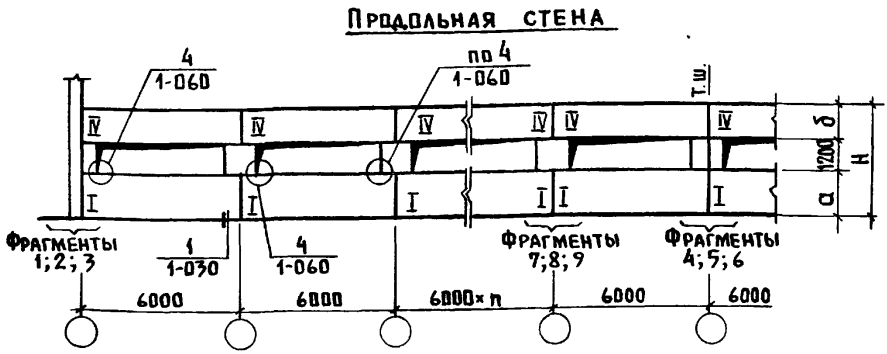 Продольная стена
4
1-060
по 4
1-060
т.ш.
IV
IV
IV
IV
IV
б
1200
Н
I
I
I
I
I
I
а
Фрагменты
1; 2; 3
1
1-030
4
1-060
Фрагменты
7; 8; 9
Фрагменты
4; 5; 6
6000
6000
6000×n
6000
6000